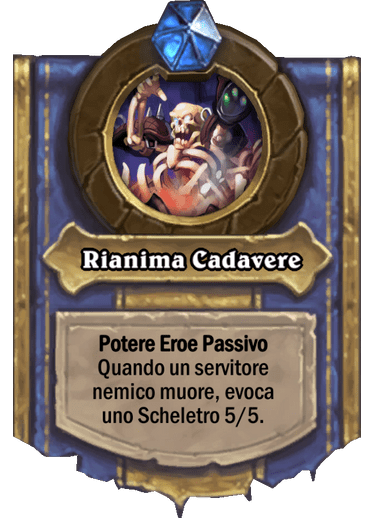 Rianima Cadavere
Potere Eroe Passivo
Quando un servitore
nemico muore, evoca
uno Scheletro 5/5.